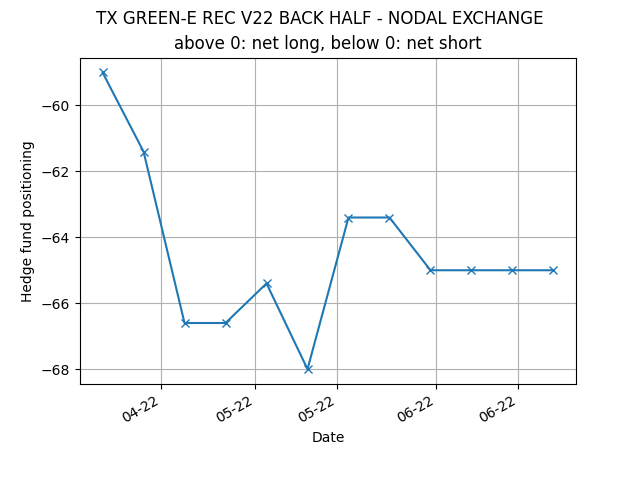 TX GREEN-E REC V22 BACK HALF - NODAL EXCHANGE
above 0: net long, below 0: net short
Hedge fund positioning
−60
−62
−64
−66
−68
04-22
05-22
05-22
06-22
06-22
Date